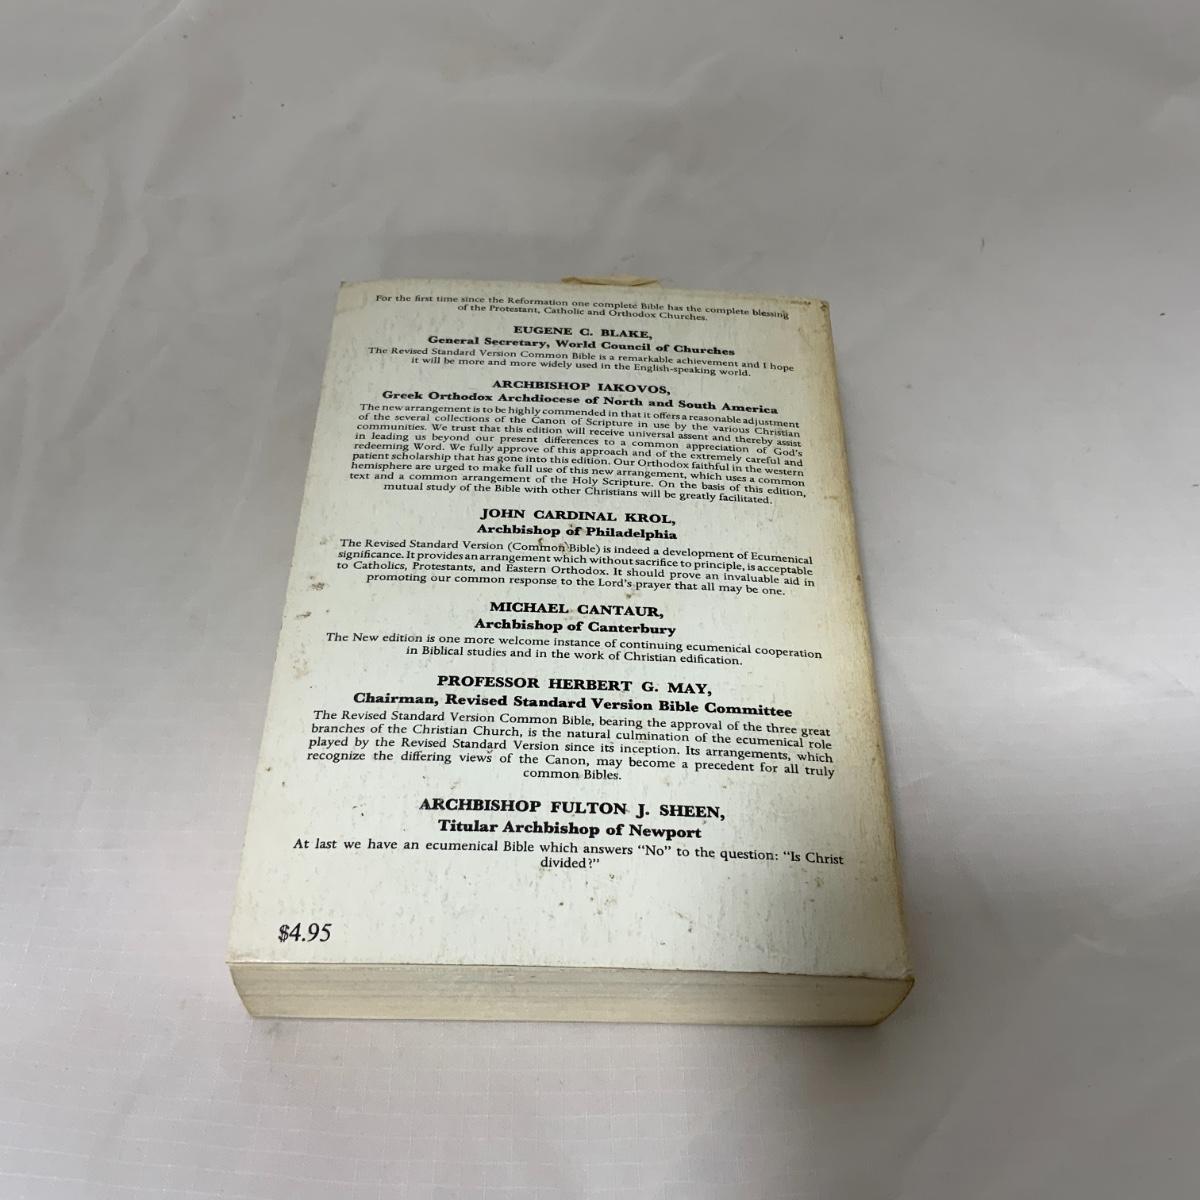 For the first time since the Reformation one complete Bible has the complete blessing
of the Protestant, Catholic and Orthodox Churches.
EUGENE C. BLAKE,
General Secretary, World Council of Churches
The Revised Standard Version Common Bible is a remarkable achievement and I hope
it will be more and more widely used in the English-speaking world.
ARCHBISHOP IAKOVOS,
Greek Orthodox Archdiocese of North and South America
The new arrangement is to be highly commended in that it offers a reasonable adjustment
of the several collections of the Canon of Scripture in use by the various Christian
communities. We trust that this edition will receive universal assent and thereby assist
in leading us beyond our present differences to a common appreciation of God's
redeeming Word. We fully approve of this approach and of the extremely careful and
patient scholarship that has gone into this edition. Our Orthodox faithful in the western
hemisphere are urged to make full use of this new arrangement, which uses a common
text and a common arrangement of the Holy Scripture. On the basis of this edition,
mutual study of the Bible with other Christians will be greatly facilitated.
JOHN CARDINAL KROL,
Archbishop of Philadelphia
The Revised Standard Version (Common Bible) is indeed a development of Ecumenical
significance. It provides an arrangement which without sacrifice to principle, is acceptable
to Catholics, Protestants, and Eastern Orthodox. It should prove an invaluable aid in
promoting our common response to the Lord's prayer that all may be one.
MICHAEL CANTAUR,
Archbishop of Canterbury
The New edition is one more welcome instance of continuing ecumenical cooperation
in Biblical studies and in the work of Christian edification.
PROFESSOR HERBERT G. MAY,
Chairman, Revised Standard Version Bible Committee
The Revised Standard Version Common Bible, bearing the approval of the three great
branches of the Christian Church, is the natural culmination of the ecumenical role
played by the Revised Standard Version since its inception. Its arrangements, which
recognize the differing views of the Canon, may become a precedent for all truly
common Bibles.
ARCHBISHOP FULTON J. SHEEN,
Titular Archbishop of Newport
At last we have an ecumenical Bible which answers "No" to the question: "Is Christ
divided?"
$4.95